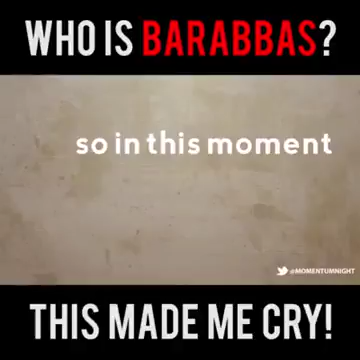 WHO IS BARABBAS?
so in this moment
@MOMENTUMNIGHT
THIS MADE ME CRY!